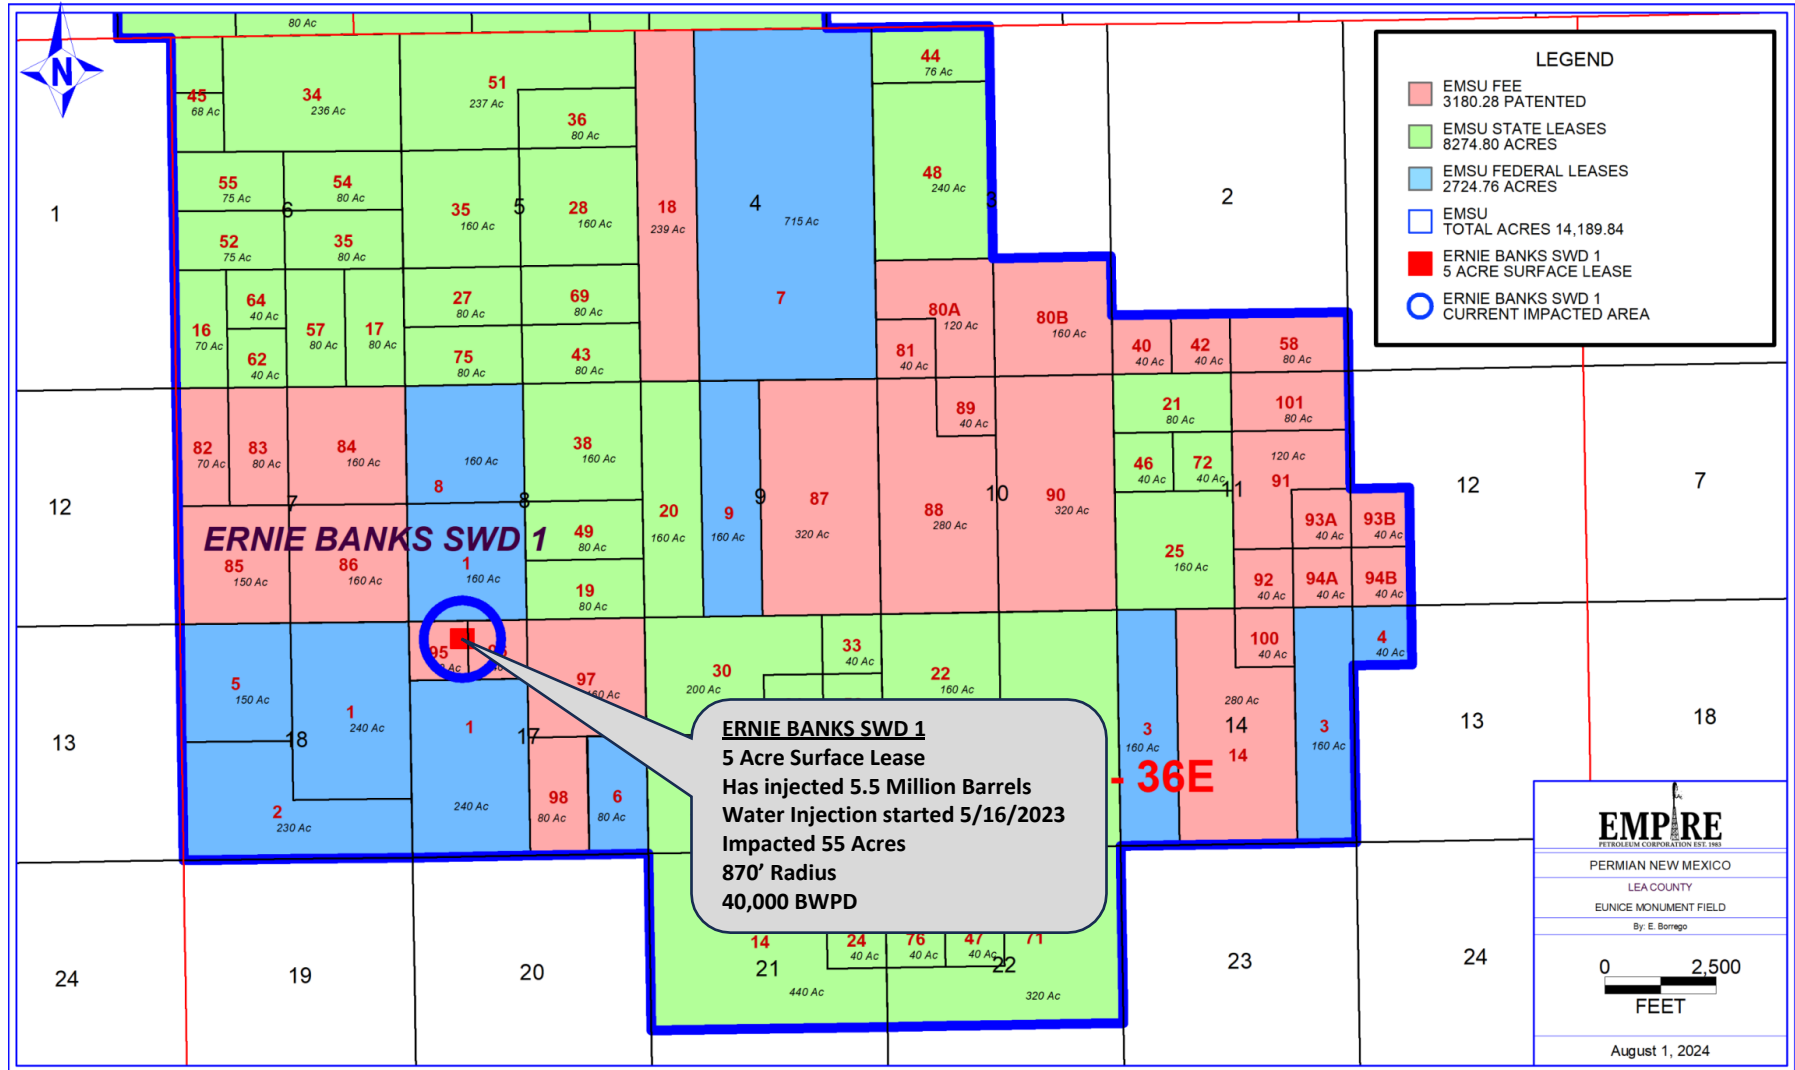 80 Ac
N
LEGEND
EMSU FEE
3180.28 PATENTED
EMSU STATE LEASES
8274.80 ACRES
EMSU FEDERAL LEASES
2724.76 ACRES
EMSU
TOTAL ACRES 14,189.84
ERNIE BANKS SWD 1
5 ACRE SURFACE LEASE
ERNIE BANKS SWD 1
CURRENT IMPACTED AREA
45
68 Ac
34
236 Ac
51
237 Ac
36
80 Ac
44
76 Ac
48
240 Ac
55
75 Ac
54
80 Ac
6
52
75 Ac
35
80 Ac
35
160 Ac
5
28
160 Ac
18
239 Ac
4
715 Ac
7
3
1
2
64
40 Ac
16
70 Ac
62
40 Ac
57
80 Ac
17
80 Ac
27
80 Ac
69
80 Ac
75
80 Ac
43
80 Ac
80A
120 Ac
81
40 Ac
80B
160 Ac
40
40 Ac
42
40 Ac
58
80 Ac
82
70 Ac
83
80 Ac
84
160 Ac
8
160 Ac
38
160 Ac
89
40 Ac
21
80 Ac
101
80 Ac
46
40 Ac
72
40 Ac
120 Ac
91
12
7
8
9
10
11
12
7
ERNIE BANKS SWD 1
85
150 Ac
86
160 Ac
1
160 Ac
49
80 Ac
19
80 Ac
20
160 Ac
9
160 Ac
87
320 Ac
88
280 Ac
90
320 Ac
25
160 Ac
93A
40 Ac
93B
40 Ac
92
40 Ac
94A
40 Ac
94B
40 Ac
95
Ac
97
160 Ac
30
200 Ac
33
40 Ac
22
160 Ac
100
40 Ac
4
40 Ac
5
150 Ac
1
240 Ac
18
1
240 Ac
17
2
230 Ac
98
80 Ac
6
80 Ac
3
160 Ac
280 Ac
14
14
3
160 Ac
13
13
18
- 36E
ERNIE BANKS SWD 1
5 Acre Surface Lease
Has injected 5.5 Million Barrels
Water Injection started 5/16/2023
Impacted 55 Acres
870’ Radius
40,000 BWPD
14
24
40 Ac
76
40 Ac
47
40 Ac
71
24
19
20
21
440 Ac
22
320 Ac
23
24
EMPIRE
PETROLEUM CORPORATION EST. 1983
PERMIAN NEW MEXICO
LEA COUNTY
EUNICE MONUMENT FIELD
By: E. Borrego
0 2,500
FEET
August 1, 2024